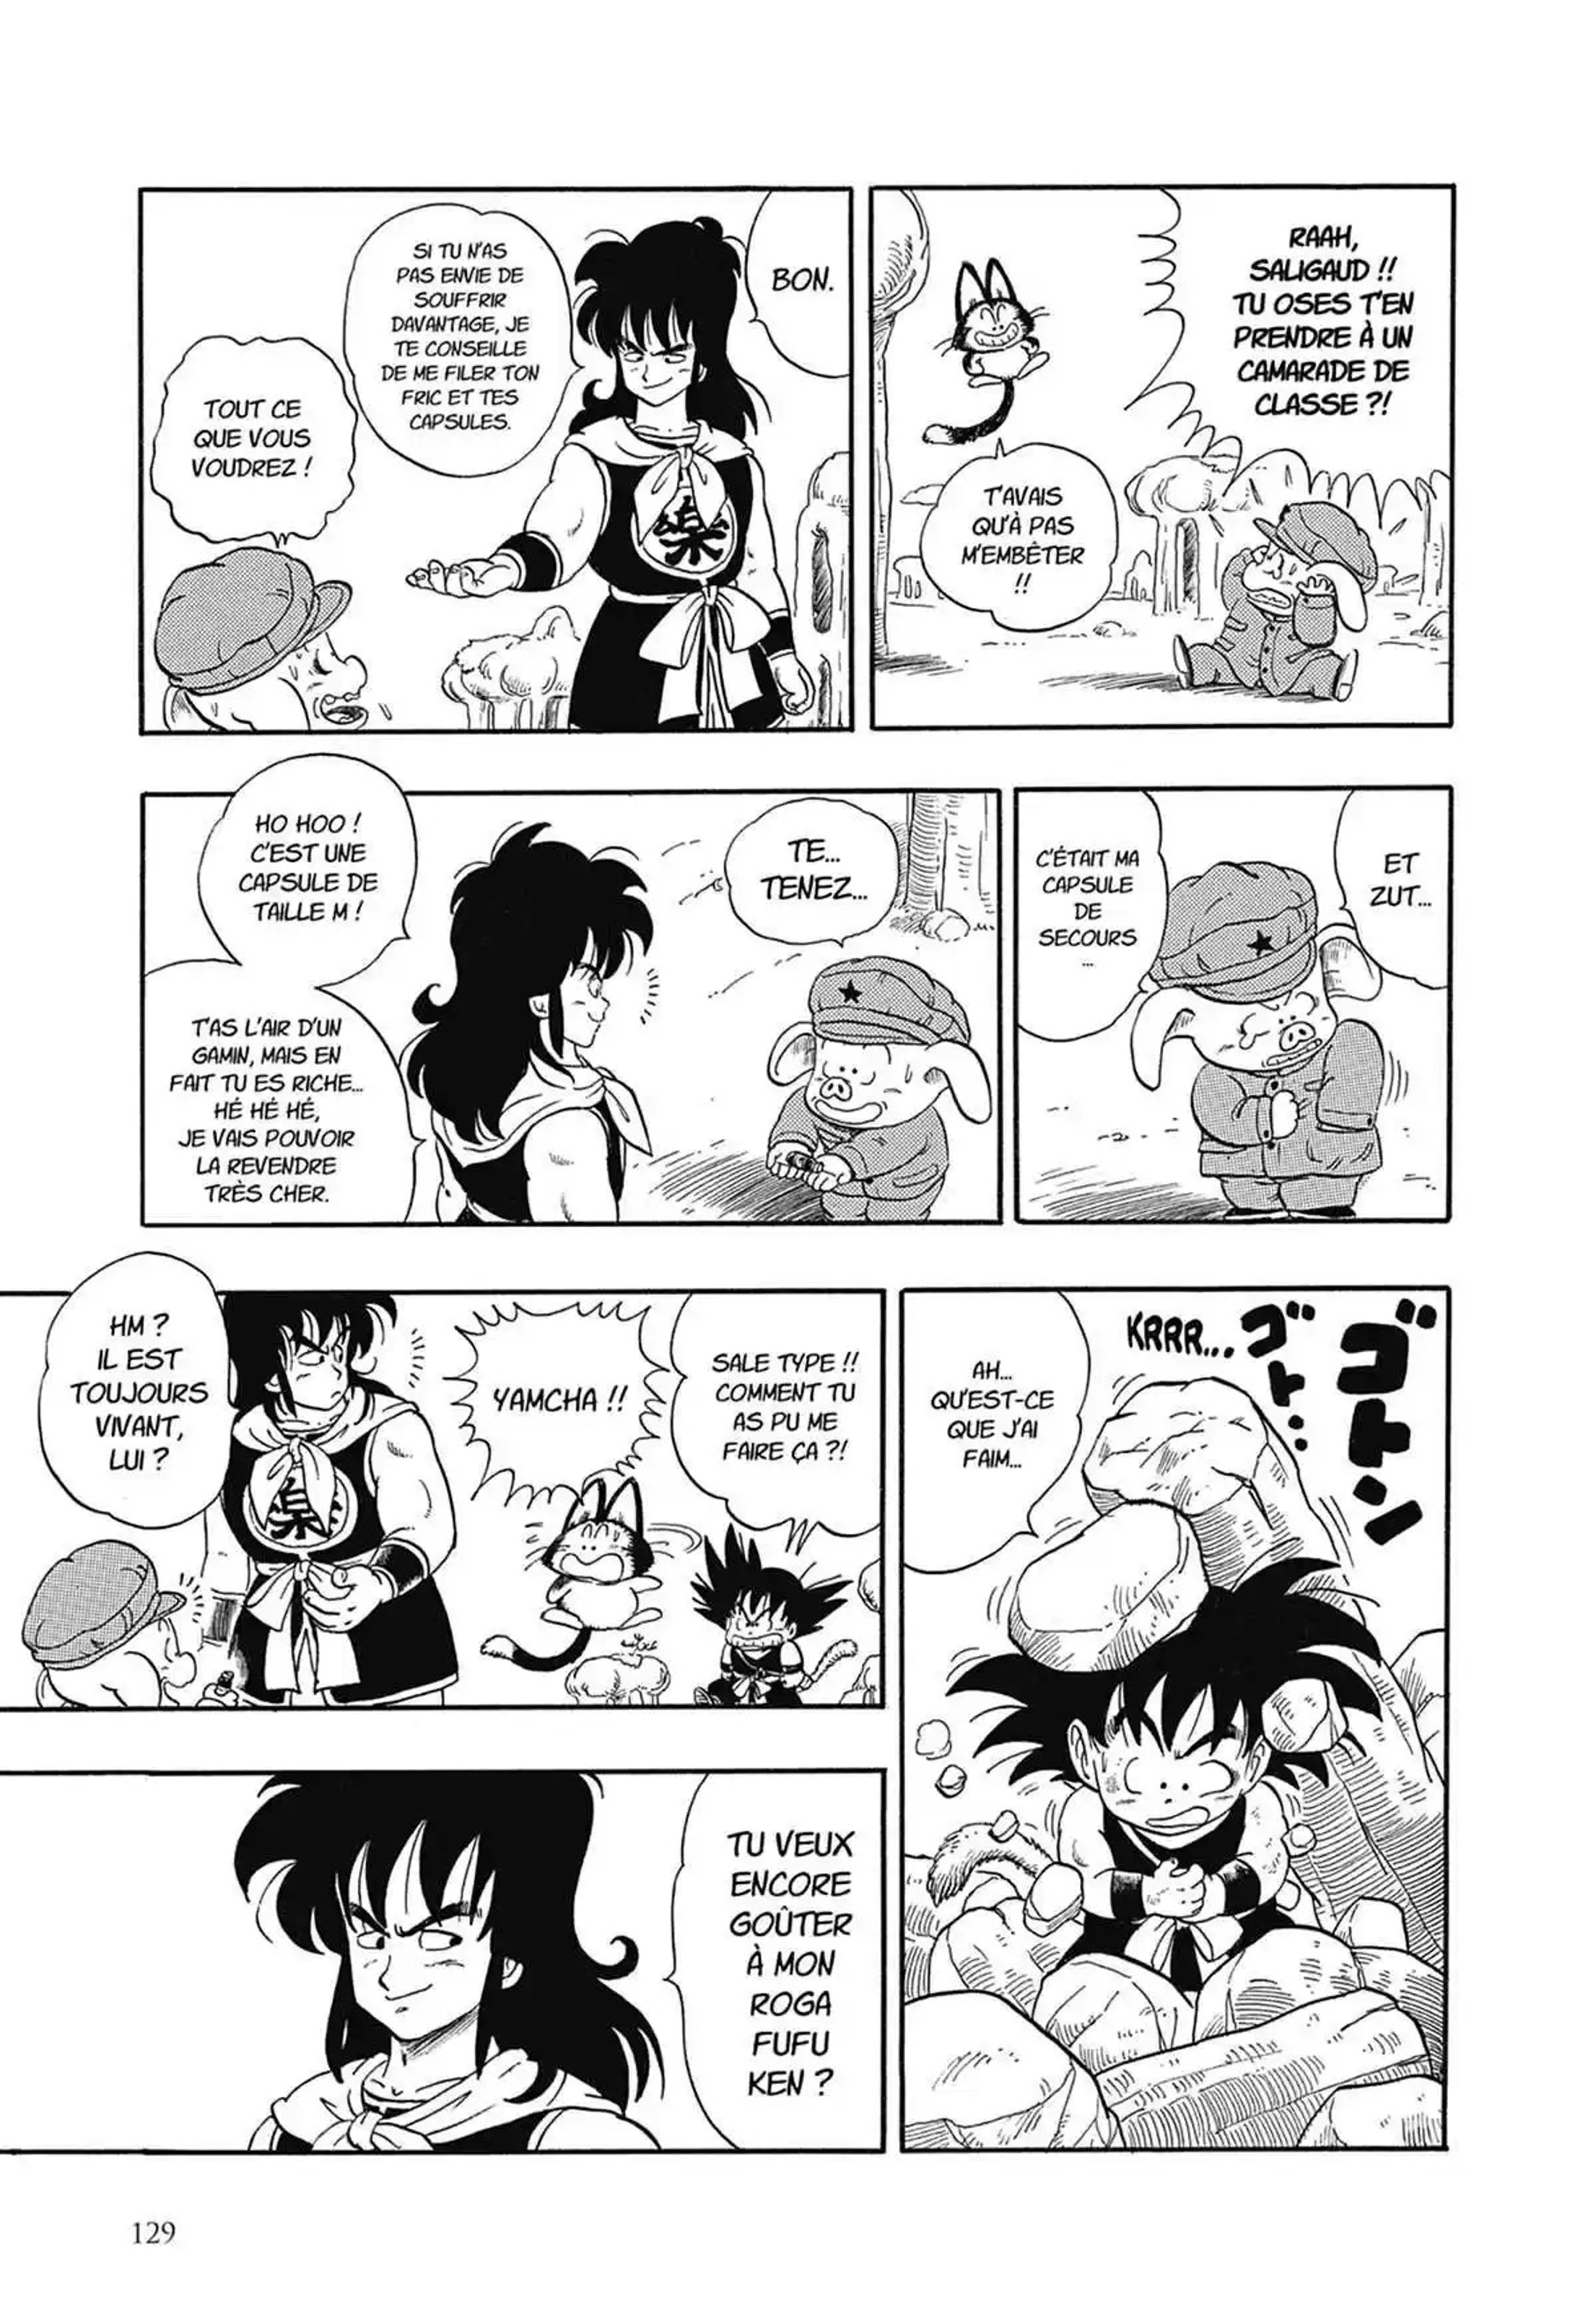 RAAH,
SALIGAUD !!
TU OSES T'EN
PRENDRE À UN
CAMARADE DE
CLASSE ?!
T'AVAIS
QU'À PAS
M'EMBÊTER
!!
BON.
SI TU N'AS
PAS ENVIE DE
SOUFFRIR
DAVANTAGE, JE
TE CONSEILLE
DE ME FILER TON
FRIC ET TES
CAPSULES.
樂
TOUT CE
QUE VOUS
VOUDREZ !
ET
ZUT...
C'ÉTAIT MA
CAPSULE
DE
SECOURS
...
TE...
TENEZ...
HO HOO !
C'EST UNE
CAPSULE DE
TAILLE M !
T'AS L'AIR D'UN
GAMIN, MAIS EN
FAIT TU ES RICHE...
HÉ HÉ HÉ,
JE VAIS POUVOIR
LA REVENDRE
TRÈS CHER.
ゴトン
ゴト...
KRRR...
AH...
QU'EST-CE
QUE J'AI
FAIM...
SALE TYPE !!
COMMENT TU
AS PU ME
FAIRE ÇA ?!
YAMCHA !!
HM ?
IL EST
TOUJOURS
VIVANT,
LUI ?
樂
TU VEUX
ENCORE
GOÛTER
À MON
ROGA
FUFU
KEN ?
129